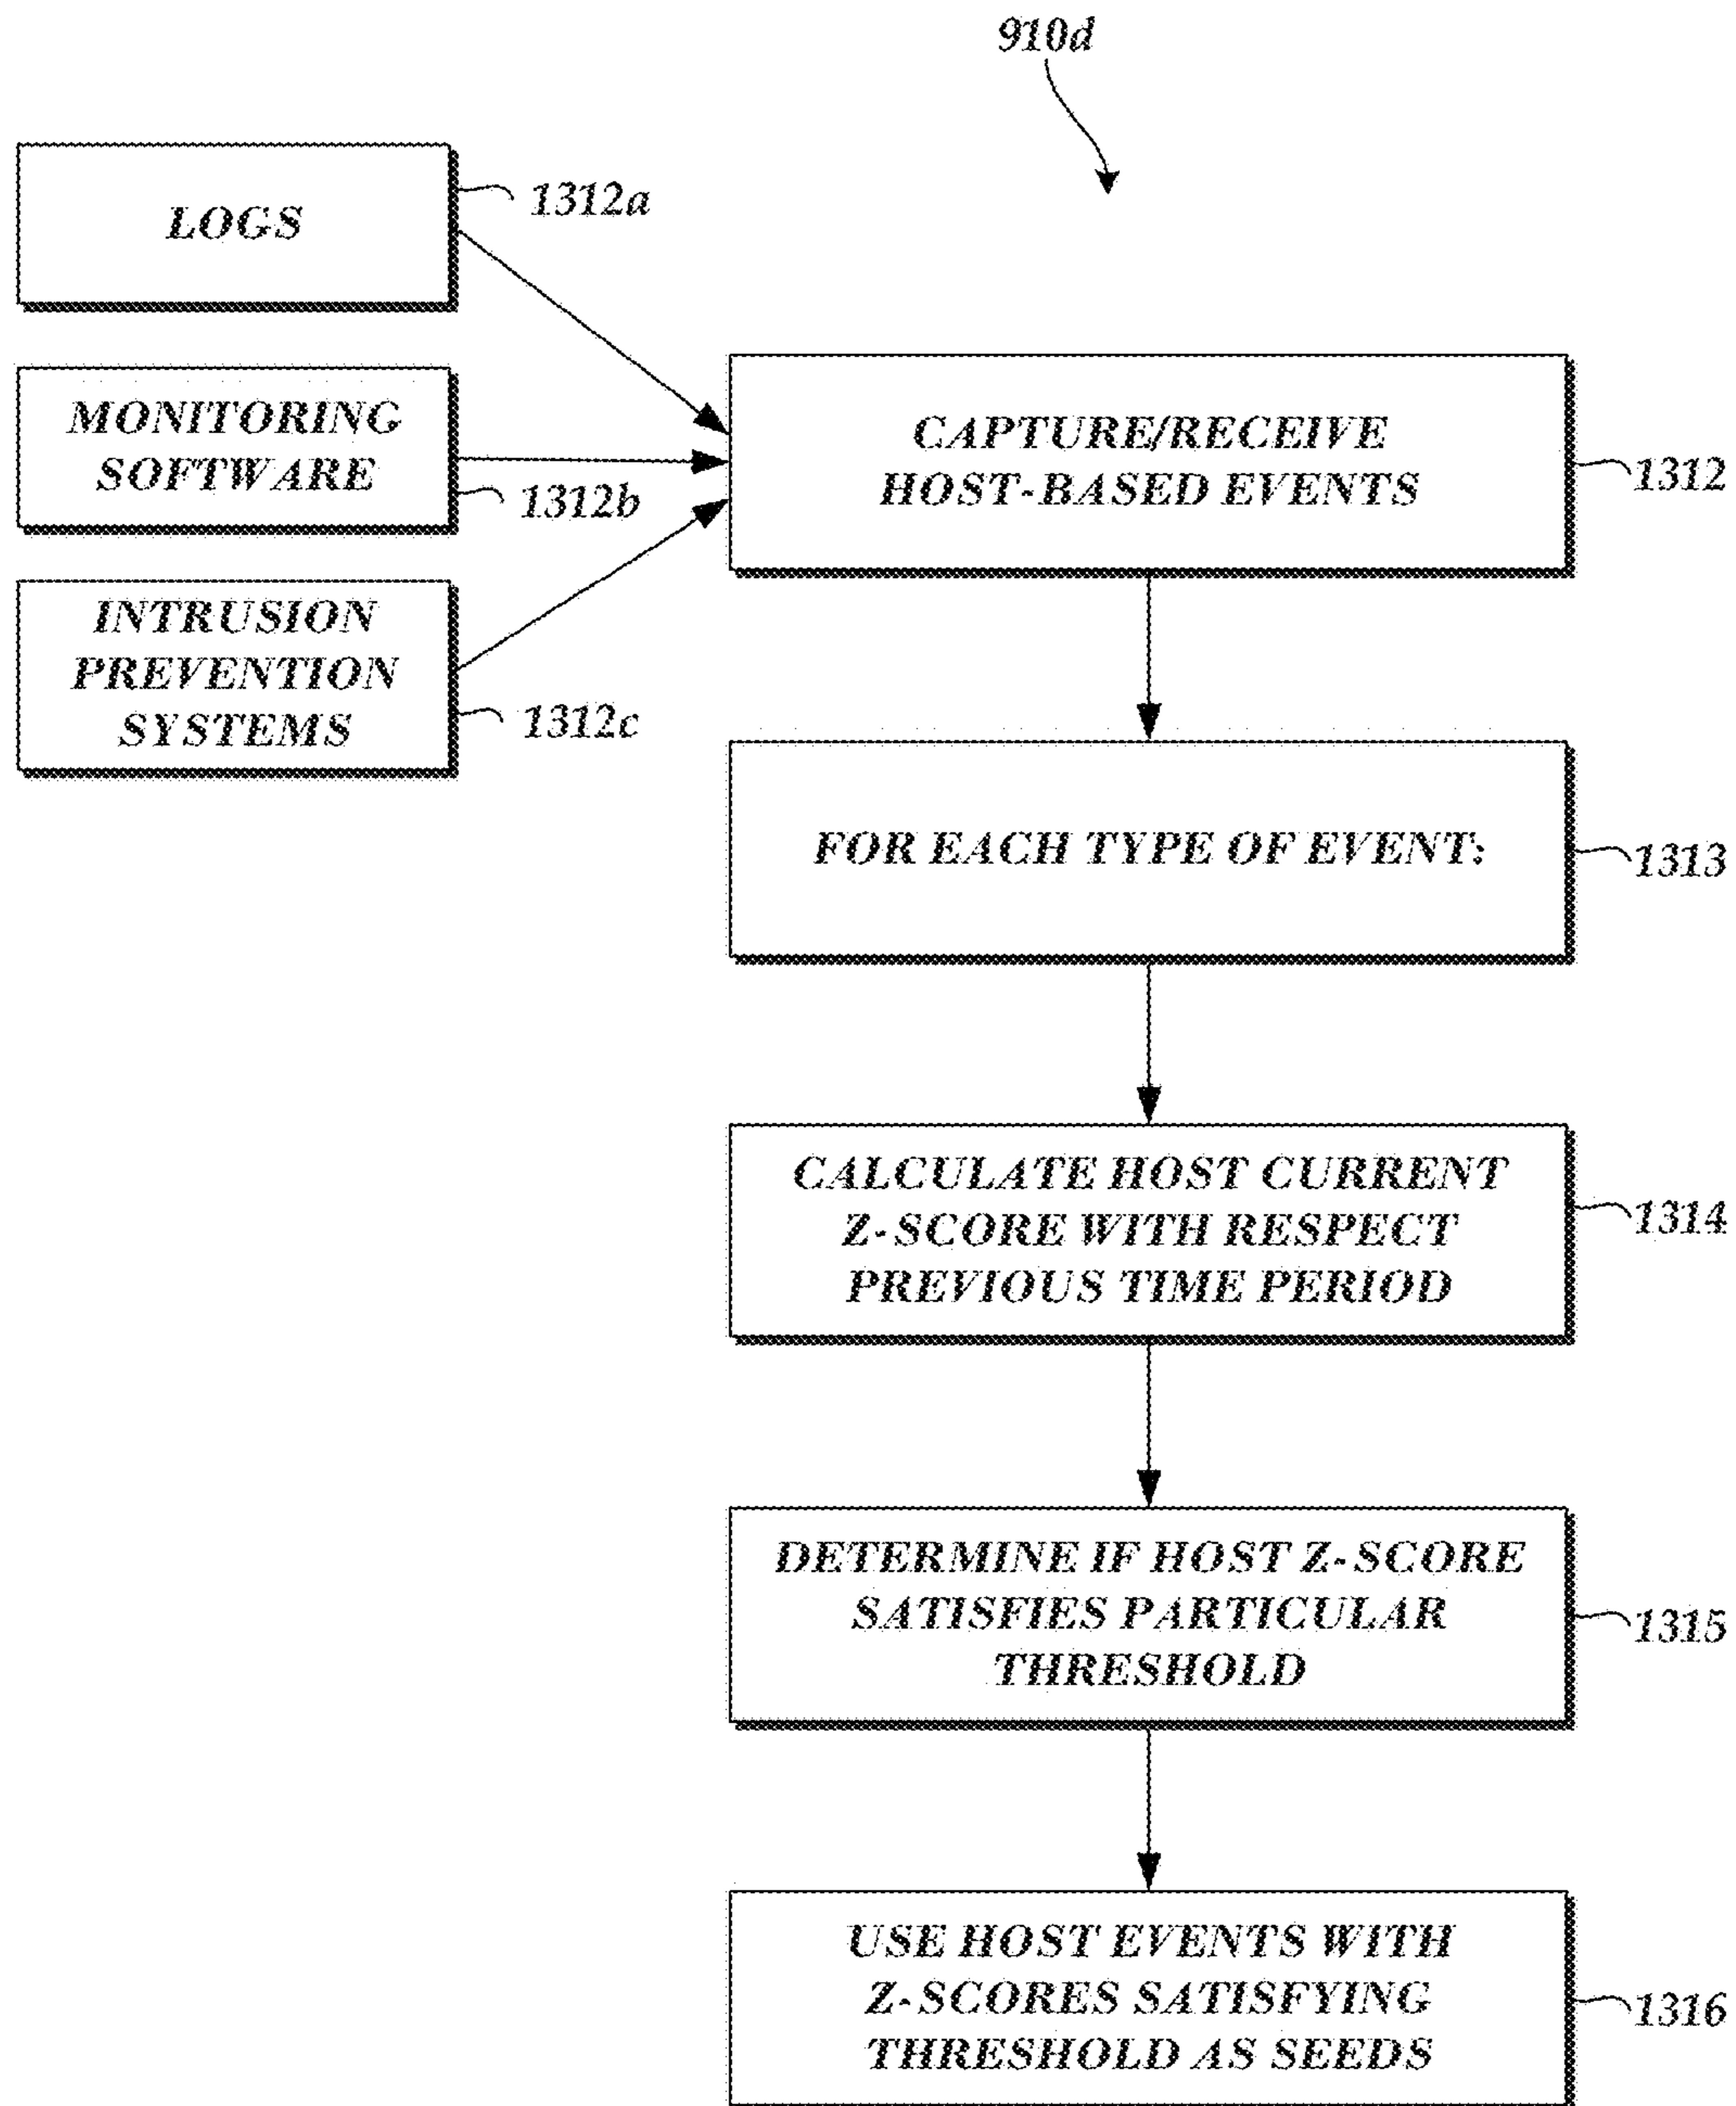 910d
LOGS
1312a
MONITORING
SOFTWARE
1312b
INTRUSION
PREVENTION
SYSTEMS
1312c
CAPTURE/RECEIVE
HOST-BASED EVENTS
1312
FOR EACH TYPE OF EVENT:
1313
CALCULATE HOST CURRENT
Z-SCORE WITH RESPECT
PREVIOUS TIME PERIOD
1314
DETERMINE IF HOST Z-SCORE
SATISFIES PARTICULAR
THRESHOLD
1315
USE HOST EVENTS WITH
Z-SCORES SATISFYING
THRESHOLD AS SEEDS
1316